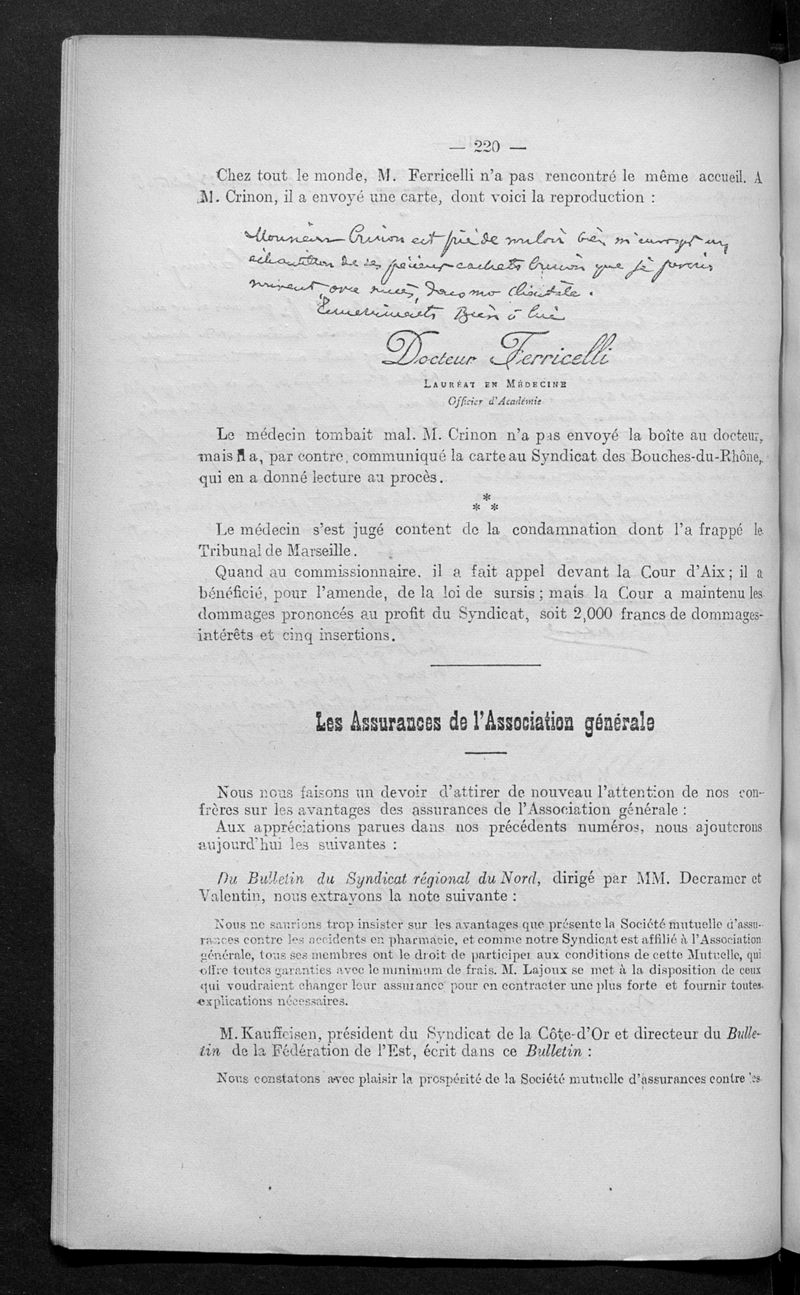 — 220 —
Chez tout le monde, M. Ferricelli n'a pas rencontré le même accueil. A
M. Crinon, il a envoyé une carte, dont voici la reproduction :
Monsieur Crinon est prié de
échantillon de ses cachets Crinon que je
Bien à lui
Docteur Ferricelli
LAURÉAT EN MÉDECINE
Officier d'Académie
Le médecin tombait mal. M. Crinon n'a pas envoyé la boîte au docteur,
mais il a, par contre, communiqué la carte au Syndicat des Bouches-du-Rhône,
qui en a donné lecture au procès.
*
* *
Le médecin s'est jugé content de la condamnation dont l'a frappé le
Tribunal de Marseille.
Quand au commissionnaire, il a fait appel devant la Cour d'Aix ; il a
bénéficié, pour l'amende, de la loi de sursis ; mais la Cour a maintenu les
dommages prononcés au profit du Syndicat, soit 2,000 francs de dommages-
intérêts et cinq insertions.
Les Assurances de l'Association générale
Nous nous faisons un devoir d'attirer de nouveau l'attention de nos con-
frères sur les avantages des assurances de l'Association générale :
Aux appréciations parues dans nos précédents numéros, nous ajouterons
aujourd'hui les suivantes :
Du Bulletin du Syndicat régional du Nord, dirigé par MM. Decramer et
Valentin, nous extrayons la note suivante :
Nous ne saurions trop insister sur les avantages que présente la Société mutuelle d'assu-
rances contre les accidents en pharmacie, et comme notre Syndicat est affilié à l'Association
générale, tous ses membres ont le droit de participer aux conditions de cette Mutuelle, qui
offre toutes garanties avec le minimum de frais. M. Lajoux se met à la disposition de ceux
qui voudraient changer leur assurance pour en contracter une plus forte et fournir toutes
explications nécessaires.
M. Kauffeisen, président du Syndicat de la Côte-d'Or et directeur du Bulle-
tin de la Fédération de l'Est, écrit dans ce Bulletin :
Nous constatons avec plaisir la prospérité de la Société mutuelle d'assurances contre les